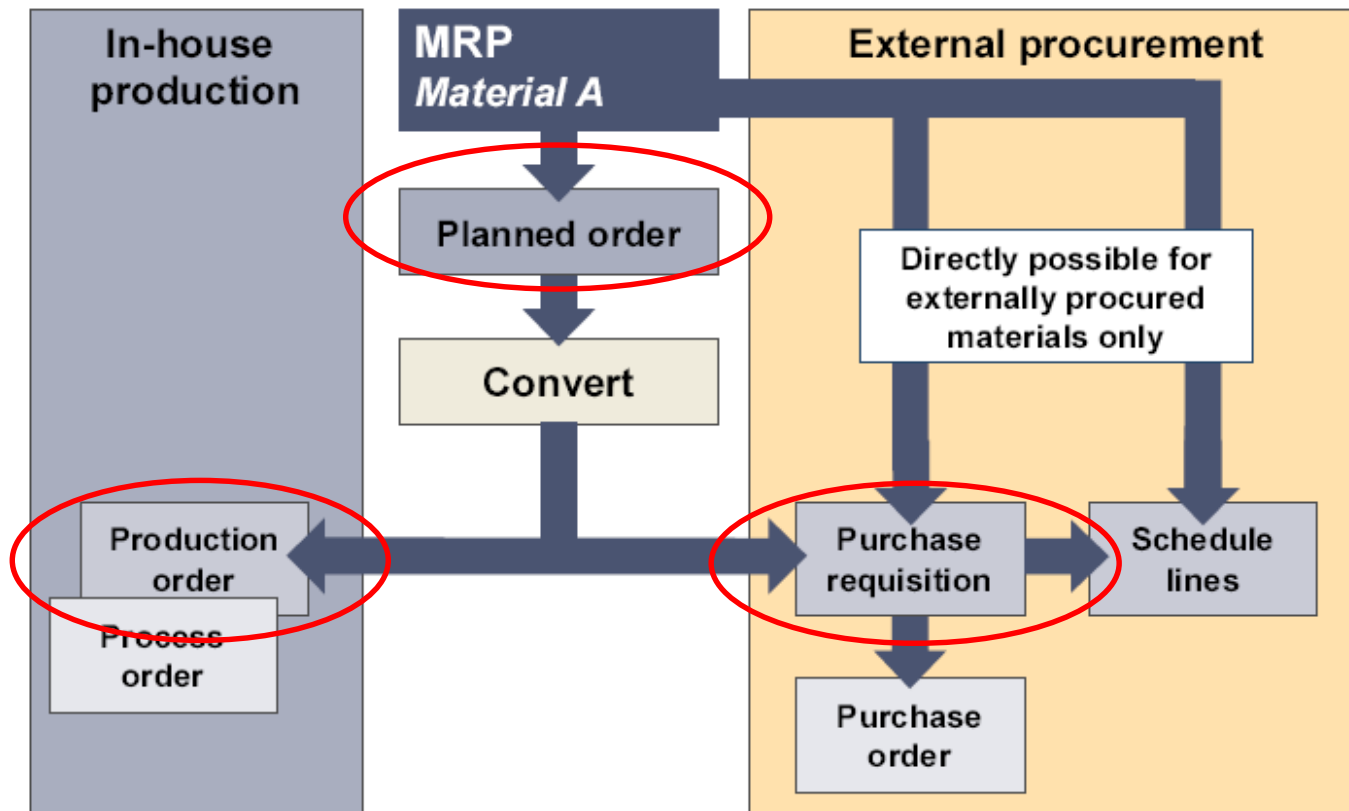 In-house
production
MRP
Material A
External procurement
Planned order
Directly possible for
externally procured
materials only
Convert
Production
order
Process
order
Purchase
requisition
Schedule
lines
Purchase
order